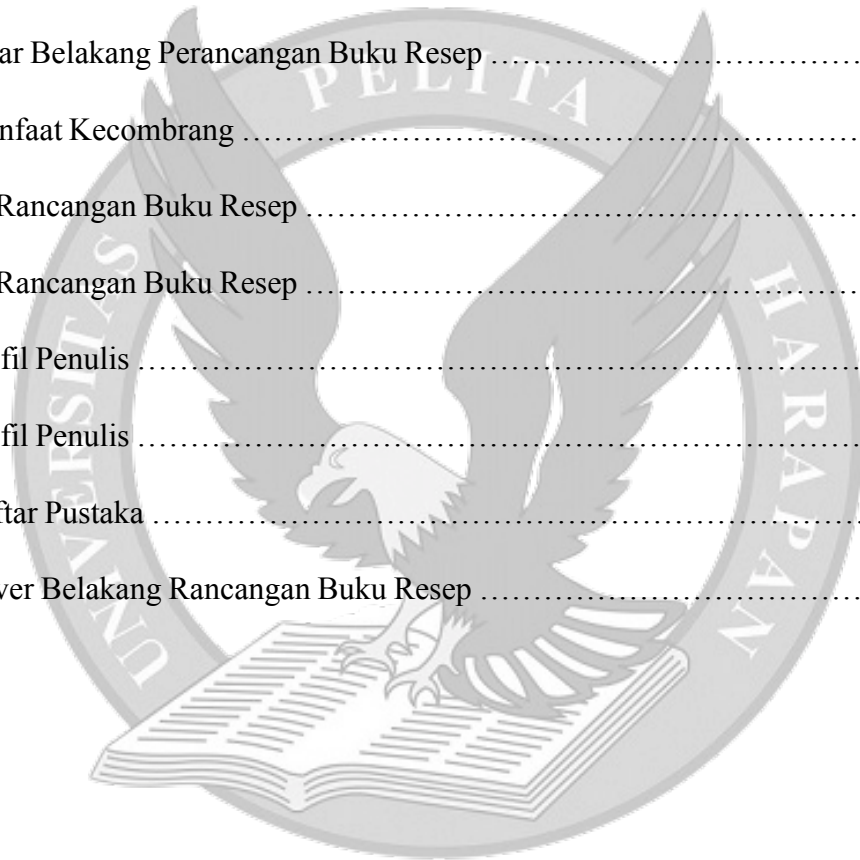 ar Belakang Perancangan Buku Resep ……………………………
nfaat Kecombrang ……………………………………………………
Rancangan Buku Resep ………………………………………………
Rancangan Buku Resep ………………………………………………
fil Penulis ………………………………………………………………
fil Penulis ………………………………………………………………
ftar Pustaka ……………………………………………………………
ver Belakang Rancangan Buku Resep ………………………………
UNIVERSITAS PELITA HARAPAN